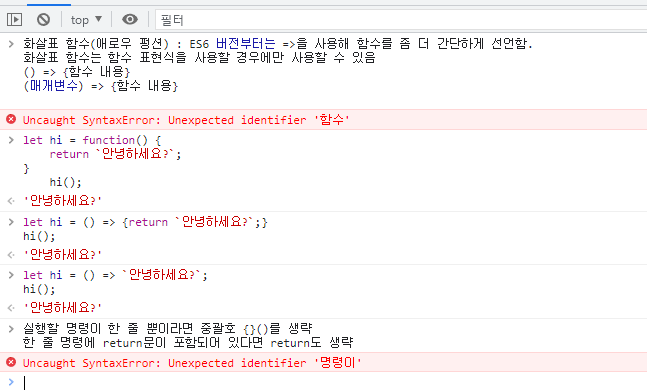 top
필터
화살표 함수(애로우 평션) : ES6 버전부터는 =>을 사용해 함수를 좀 더 간단하게 선언함.
화살표 함수는 함수 표현식을 사용할 경우에만 사용할 수 있음
() => {함수 내용}
(매개변수) => {함수 내용}
Uncaught SyntaxError: Unexpected identifier '함수'
let hi = function() {
return `안녕하세요?`;
}
hi();
'안녕하세요?'
let hi = () => {return `안녕하세요?`;}
hi();
'안녕하세요?'
let hi = () => `안녕하세요?`;
hi();
'안녕하세요?'
실행할 명령이 한 줄 뿐이라면 중괄호 {}()를 생략
한 줄 명령에 return문이 포함되어 있다면 return도 생략
Uncaught SyntaxError: Unexpected identifier '명령이'